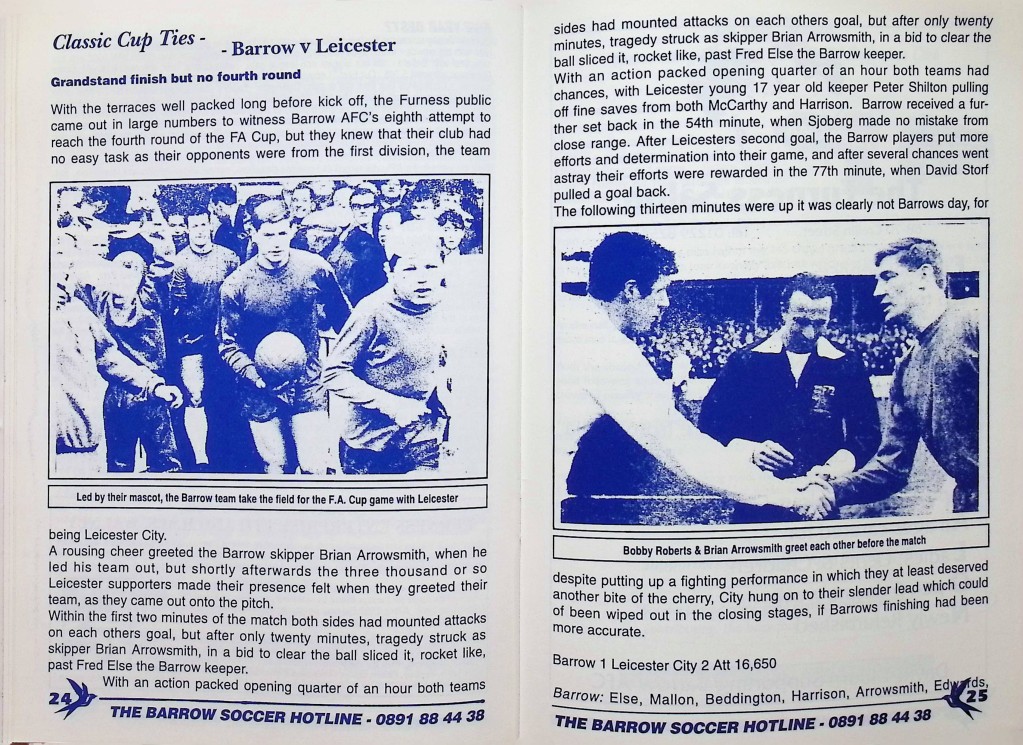 Classic Cup Ties -
- Barrow v Leicester
Grandstand finish but no fourth round
With the terraces well packed long before kick off, the Furness public
came out in large numbers to witness Barrow AFC's eighth attempt to
reach the fourth round of the FA Cup, but they knew that their club had
no easy task as their opponents were from the first division, the team
Led by their mascot, the Barrow team take the field for the F.A. Cup game with Leicester
being Leicester City.
A rousing cheer greeted the Barrow skipper Brian Arrowsmith, when he
led his team out, but shortly afterwards the three thousand or so
Leicester supporters made their presence felt when they greeted their
team, as they came out onto the pitch.
Within the first two minutes of the match both sides had mounted attacks
on each others goal, but after only twenty minutes, tragedy struck as
skipper Brian Arrowsmith, in a bid to clear the ball sliced it, rocket like,
past Fred Else the Barrow keeper.
With an action packed opening quarter of an hour both teams
24
THE BARROW SOCCER HOTLINE - 0891 88 44 38
sides had mounted attacks on each others goal, but after only twenty
minutes, tragedy struck as skipper Brian Arrowsmith, in a bid to clear the
ball sliced it, rocket like, past Fred Else the Barrow keeper.
With an action packed opening quarter of an hour both teams had
chances, with Leicester young 17 year old keeper Peter Shilton pulling
off fine saves from both McCarthy and Harrison. Barrow received a fur-
ther set back in the 54th minute, when Sjoberg made no mistake from
close range. After Leicesters second goal, the Barrow players put more
efforts and determination into their game, and after several chances went
astray their efforts were rewarded in the 77th minute, when David Storf
pulled a goal back.
The following thirteen minutes were up it was clearly not Barrows day, for
Bobby Roberts & Brian Arrowsmith greet each other before the match
despite putting up a fighting performance in which they at least deserved
another bite of the cherry, City hung on to their slender lead which could
of been wiped out in the closing stages, if Barrows finishing had been
more accurate.
Barrow 1 Leicester City 2 Att 16,650
Barrow: Else, Mallon, Beddington, Harrison, Arrowsmith, Edwards,
25
THE BARROW SOCCER HOTLINE - 0891 88 44 38